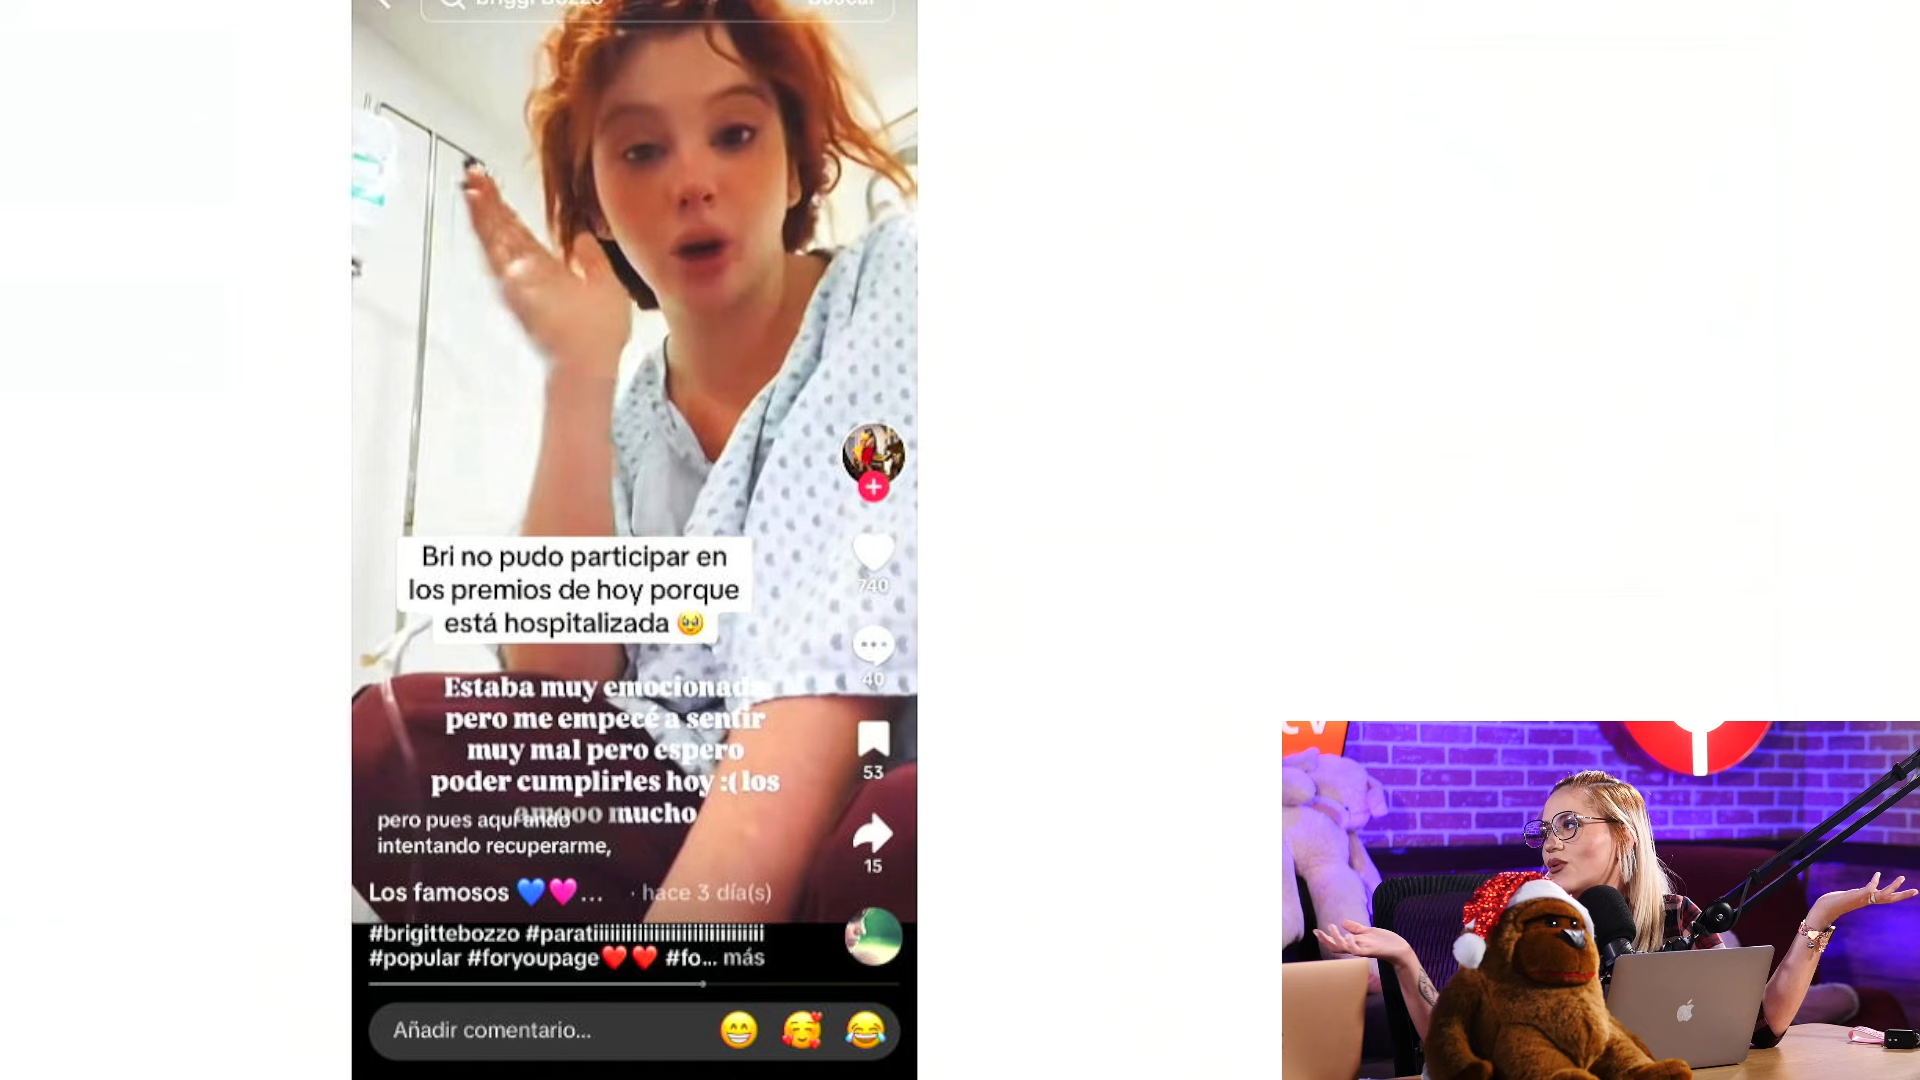 Bri no pudo participar en
los premios de hoy porque
está hospitalizada 🥹
740
40
Estaba muy emocionada
pero me empecé a sentir
muy mal pero espero
poder cumplirles hoy :( los
amooo mucho
53
pero pues aquí ando
intentando recuperarme,
15
Los famosos 💙🩷... · hace 3 día(s)
#brigittebozzo #paratiiiiiiiiiiiiiiiiiiiiiiiiiiiiiii
#popular #foryoupage❤️❤️ #fo... más
Añadir comentario...